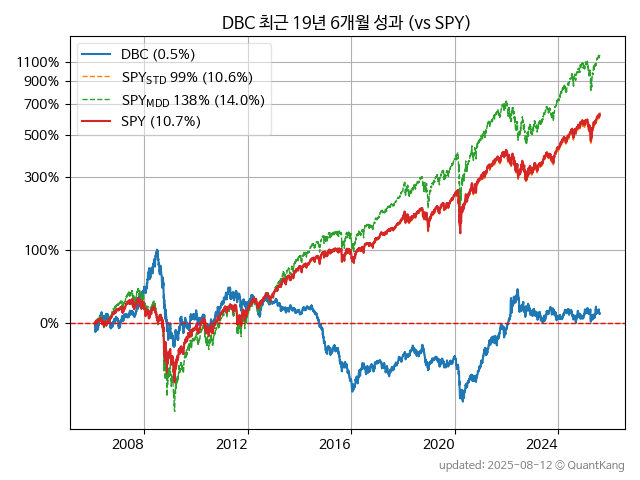 DBC 최근 19년 6개월 성과 (vs SPY)
DBC (0.5%)
SPY_STD 99% (10.6%)
SPY_MDD 138% (14.0%)
SPY (10.7%)
1100%
900%
700%
500%
300%
100%
0%
2008 2012 2016 2020 2024
updated: 2025-08-12 © QuantKang